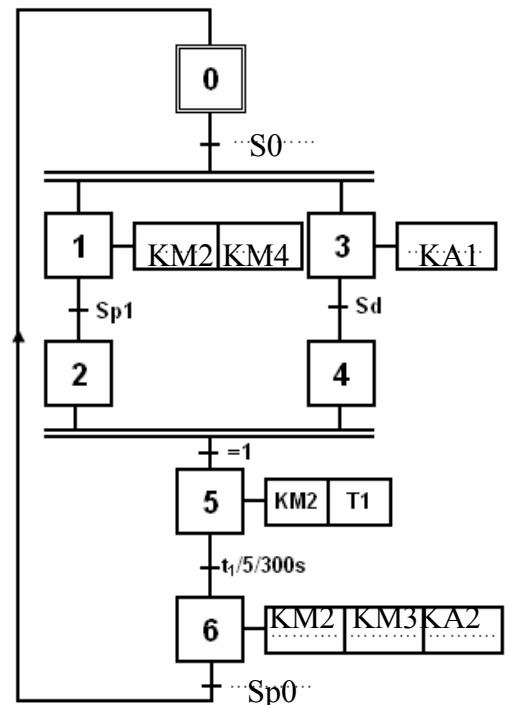 0
S0
1 KM2 KM4 3 KA1
Sp1 Sd
2 4
=1
5 KM2 T1
t₁/5/300s
6 KM2 KM3 KA2
Sp0